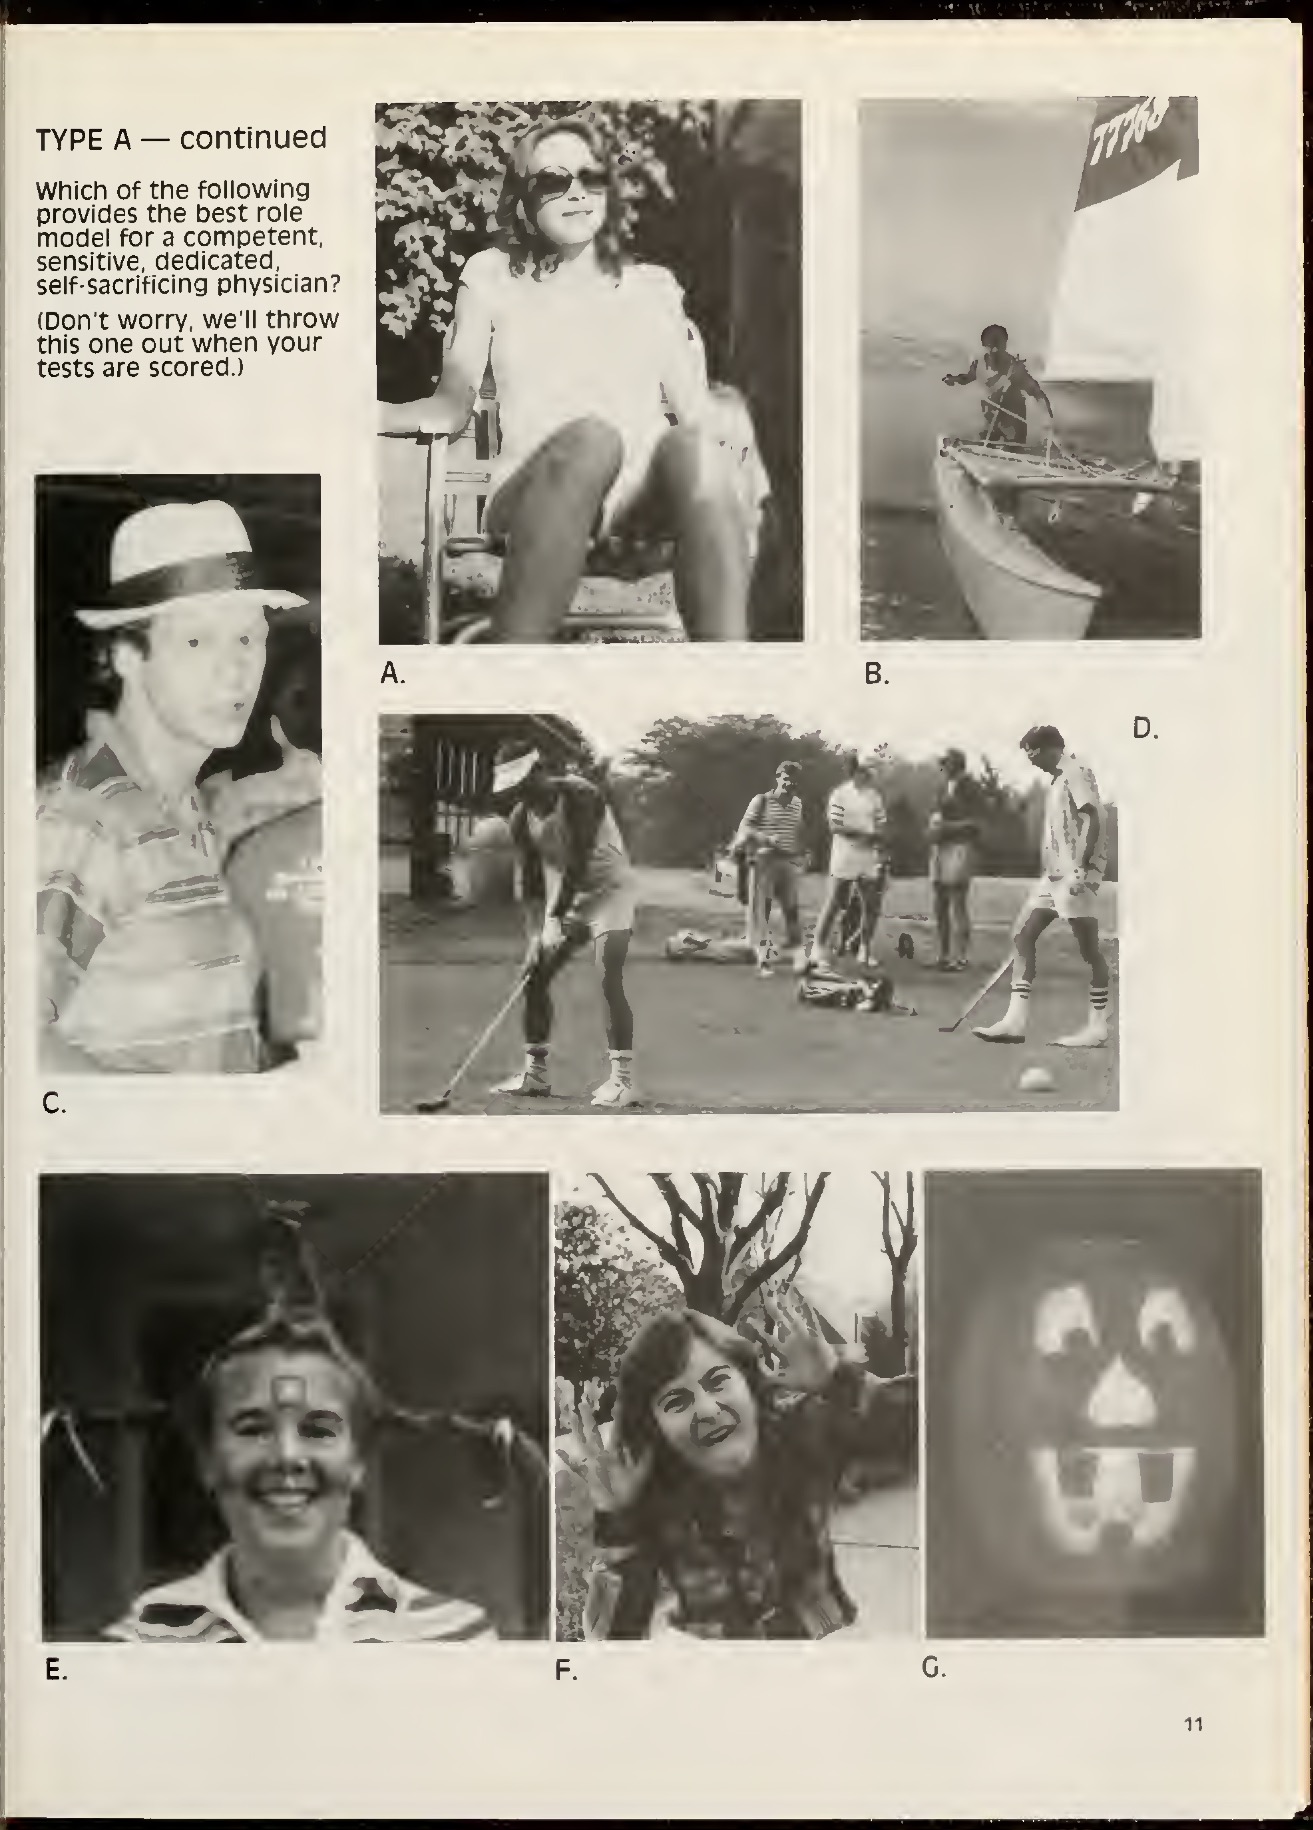 TYPE A — continued
Which of the following
provides the best role
model for a competent,
sensitive, dedicated,
self-sacrificing physician?
(Don't worry, we'll throw
this one out when your
tests are scored.)
77768
A.
B.
C.
D.
E.
F.
G.
11